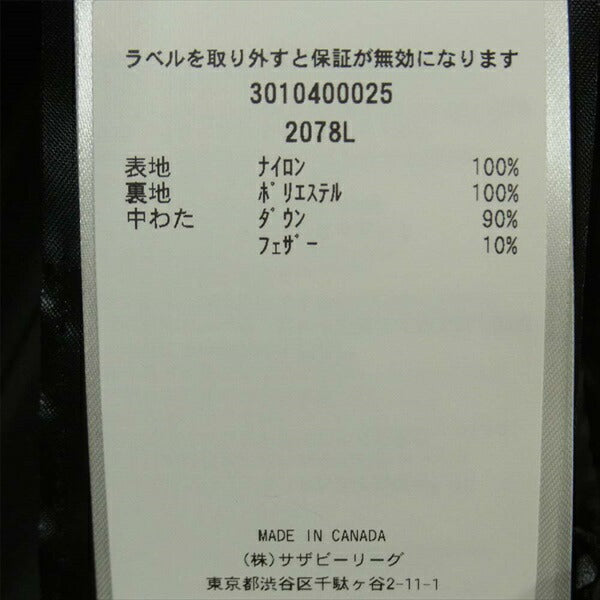 ラベルを取り外すと保証が無効になります
3010400025
2078L
表地 ナイロン 100%
裏地 ポリエステル 100%
中わた ダウン 90%
フェザー 10%
MADE IN CANADA
(株)サザビーリーグ
東京都渋谷区千駄ヶ谷2-11-1